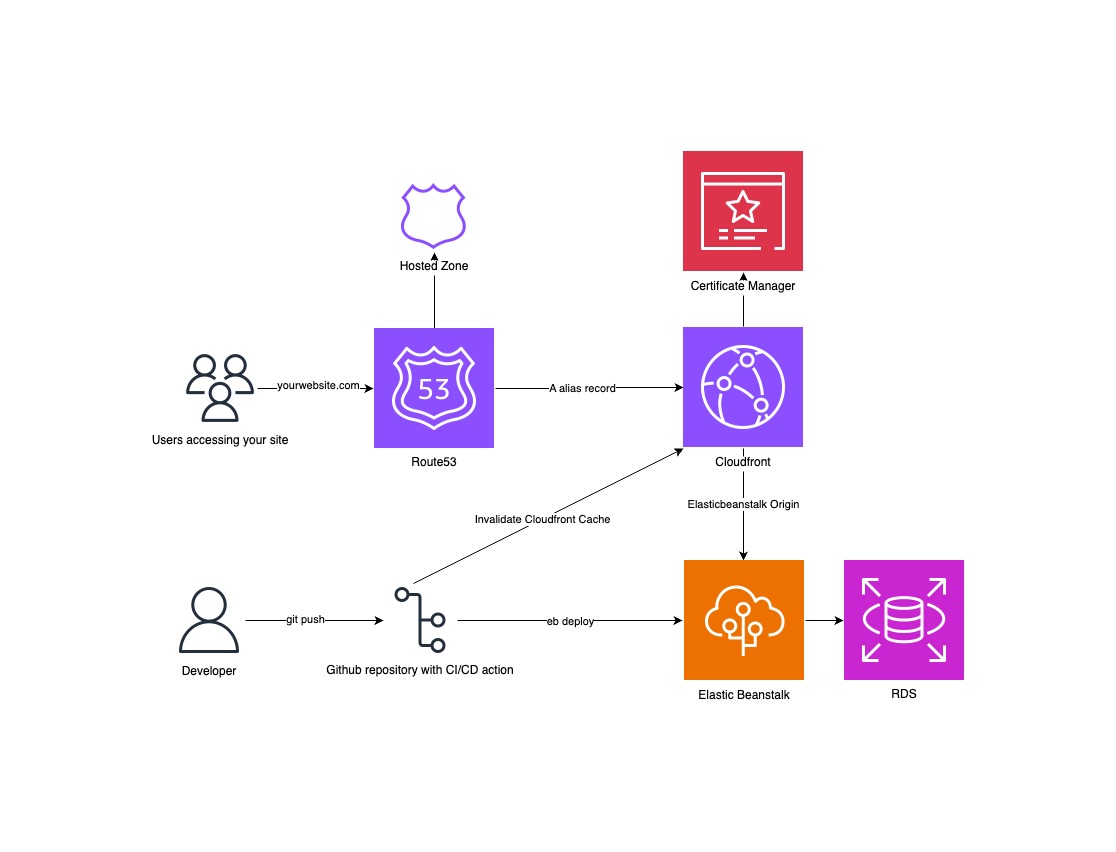 Hosted Zone
Certificate Manager
yourwebsite.com
53
A alias record
Users accessing your site
Route53
Cloudfront
Elasticbeanstalk Origin
Invalidate Cloudfront Cache
git push
eb deploy
Developer
Github repository with CI/CD action
Elastic Beanstalk
RDS